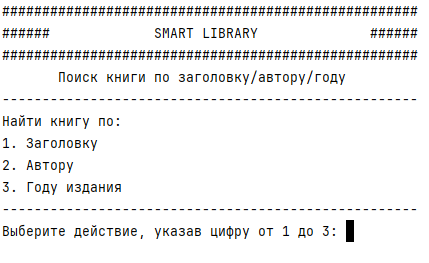 ####################################################
######             SMART LIBRARY              ######
####################################################
       Поиск книги по заголовку/автору/году
----------------------------------------------------
Найти книгу по:
1. Заголовку
2. Автору
3. Году издания
----------------------------------------------------
Выберите действие, указав цифру от 1 до 3: